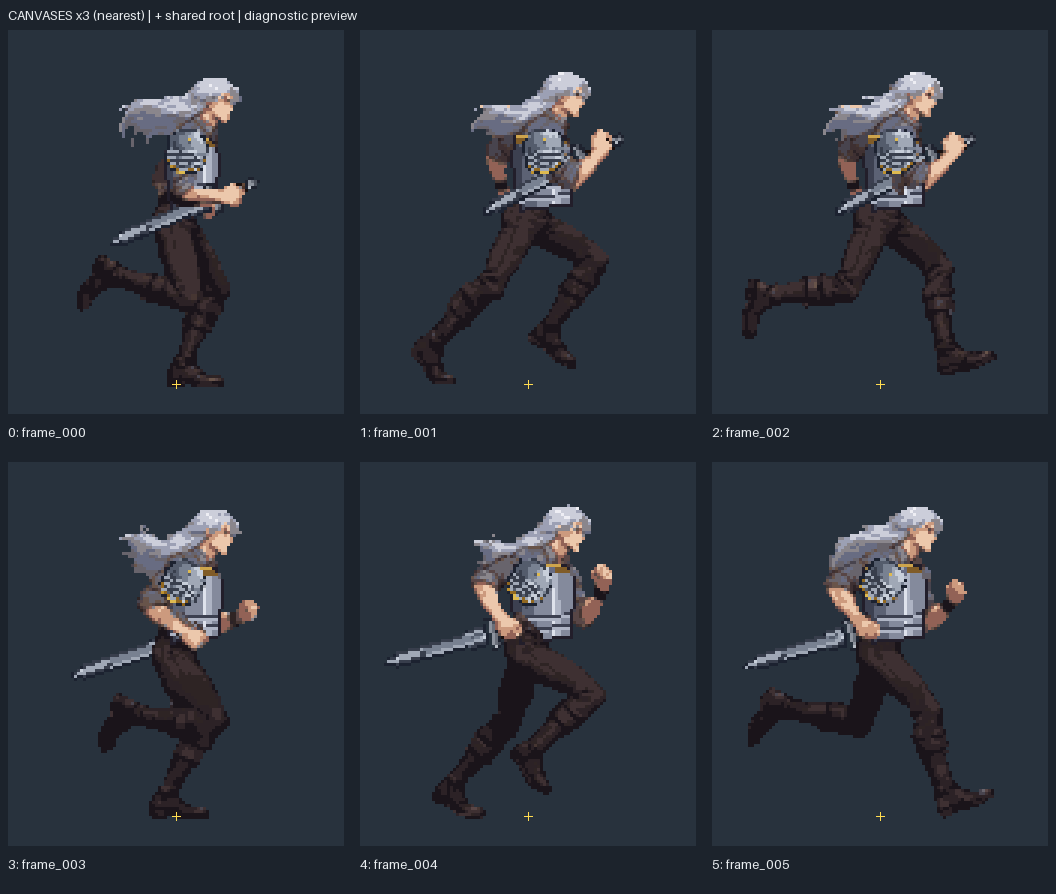 CANVASES x3 (nearest) | + shared root | diagnostic preview
0: frame_000
1: frame_001
2: frame_002
3: frame_003
4: frame_004
5: frame_005